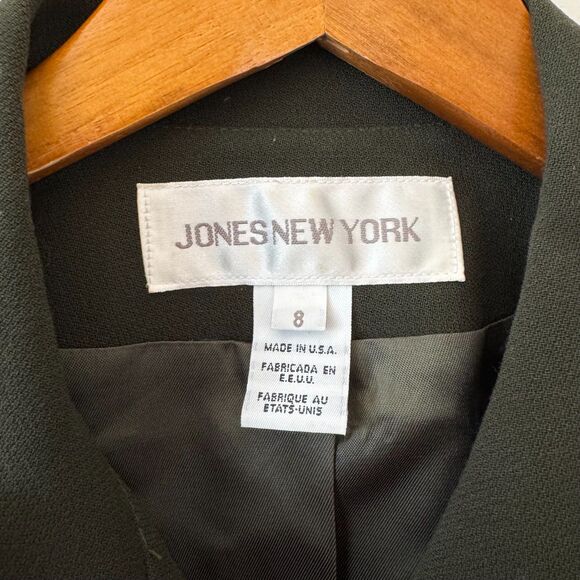 JONES NEW YORK
8
MADE IN U.S.A.
FABRICADA EN
E.E.U.U.
FABRIQUE AU
ETATS-UNIS